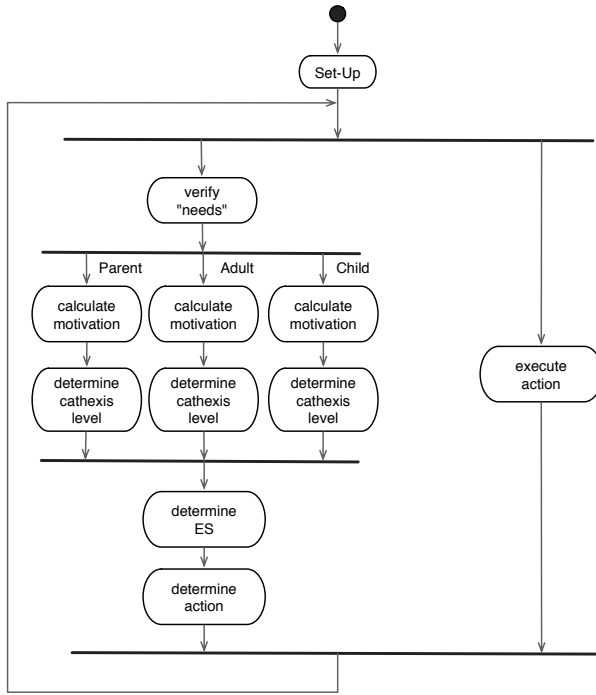 Set-Up
verify
"needs"
Parent
Adult
Child
calculate
motivation
calculate
motivation
calculate
motivation
determine
cathexis
level
determine
cathexis
level
determine
cathexis
level
execute
action
determine
ES
determine
action